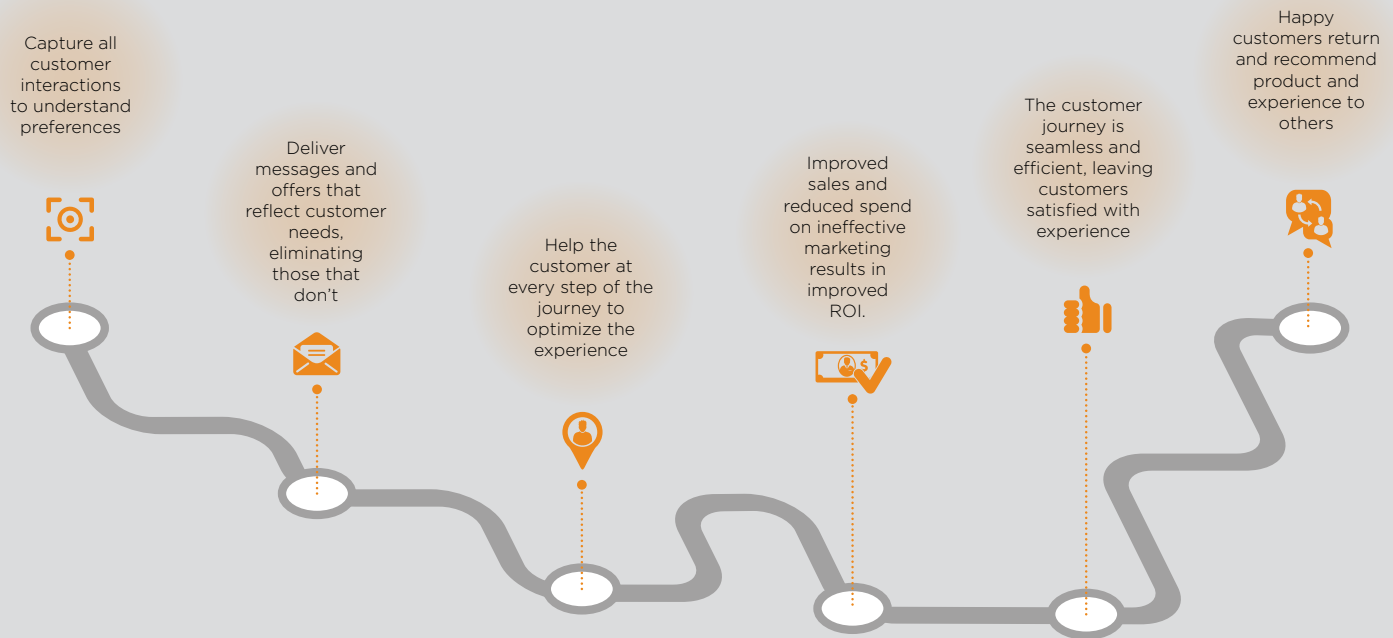 Capture all
customer
interactions
to understand
preferences
Deliver
messages and
offers that
reflect customer
needs,
eliminating
those that
don’t
Help the
customer at
every step of the
journey to
optimize the
experience
Improved
sales and
reduced spend
on ineffective
marketing
results in
improved
ROI.
The customer
journey is
seamless and
efficient, leaving
customers
satisfied with
experience
Happy
customers return
and recommend
product and
experience to
others
$